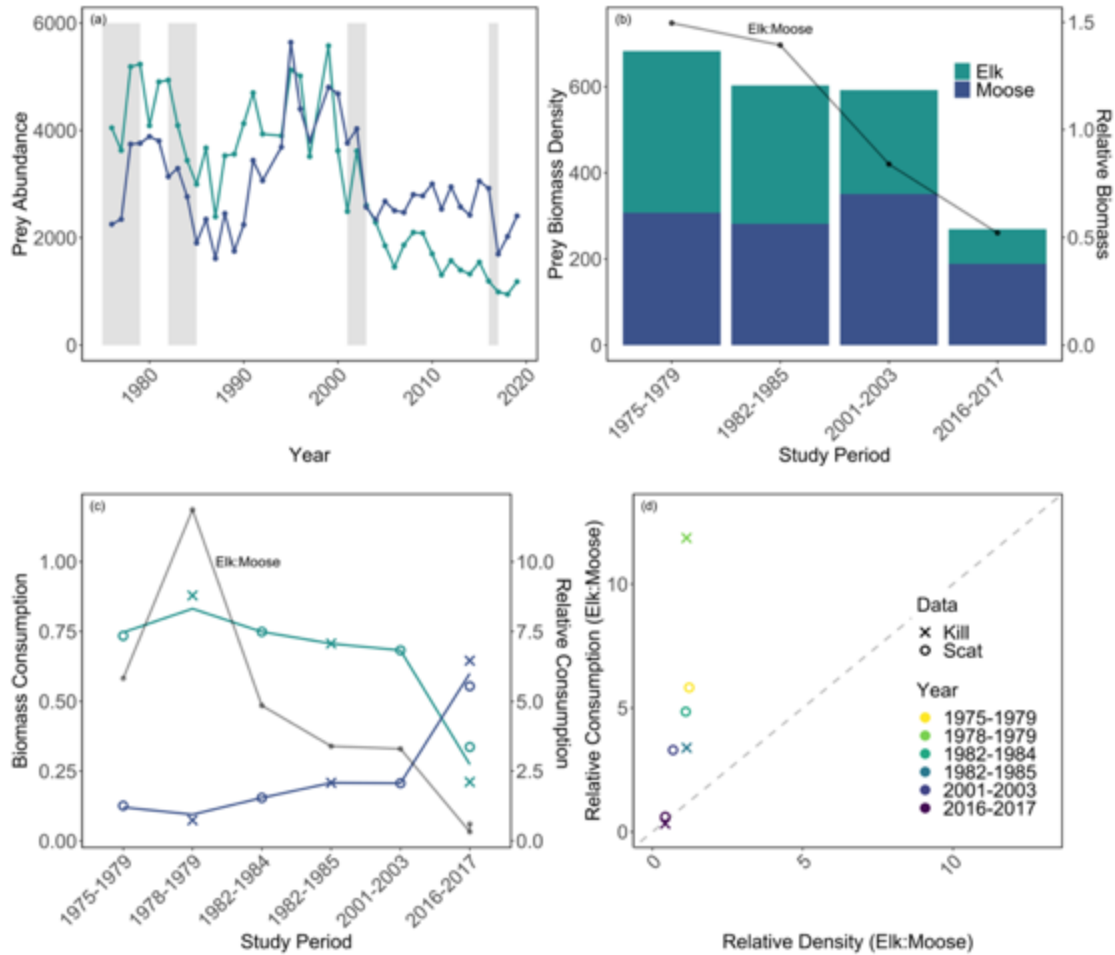 (a)
6000
4000
2000
0
Prey Abundance
1980
1990
2000
2010
2020
Year
(b)
Elk:Moose
Elk
Moose
600
400
200
0
Prey Biomass Density
1.5
1.0
0.5
0.0
Relative Biomass
1975-1979
1982-1985
2001-2003
2016-2017
Study Period
(c)
Elk:Moose
1.00
0.75
0.50
0.25
0.00
Biomass Consumption
10.0
7.5
5.0
2.5
0.0
Relative Consumption
1975-1979
1978-1979
1982-1984
1982-1985
2001-2003
2016-2017
Study Period
(d)
10
5
0
Relative Consumption (Elk:Moose)
Data
Kill
Scat
Year
1975-1979
1978-1979
1982-1984
1982-1985
2001-2003
2016-2017
0
5
10
Relative Density (Elk:Moose)